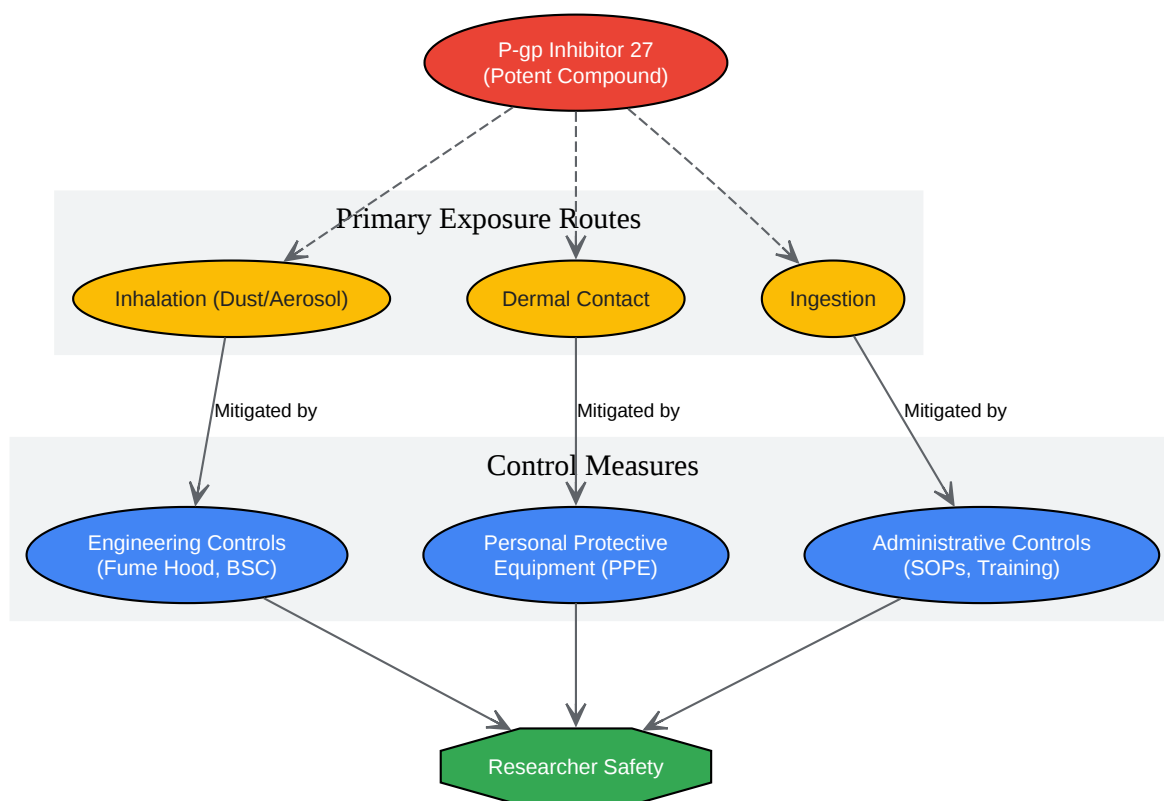 P-gp Inhibitor 27
(Potent Compound)
Primary Exposure Routes
Inhalation (Dust/Aerosol)
Dermal Contact
Ingestion
Mitigated by
Mitigated by
Mitigated by
Control Measures
Engineering Controls
(Fume Hood, BSC)
Personal Protective
Equipment (PPE)
Administrative Controls
(SOPs, Training)
Researcher Safety